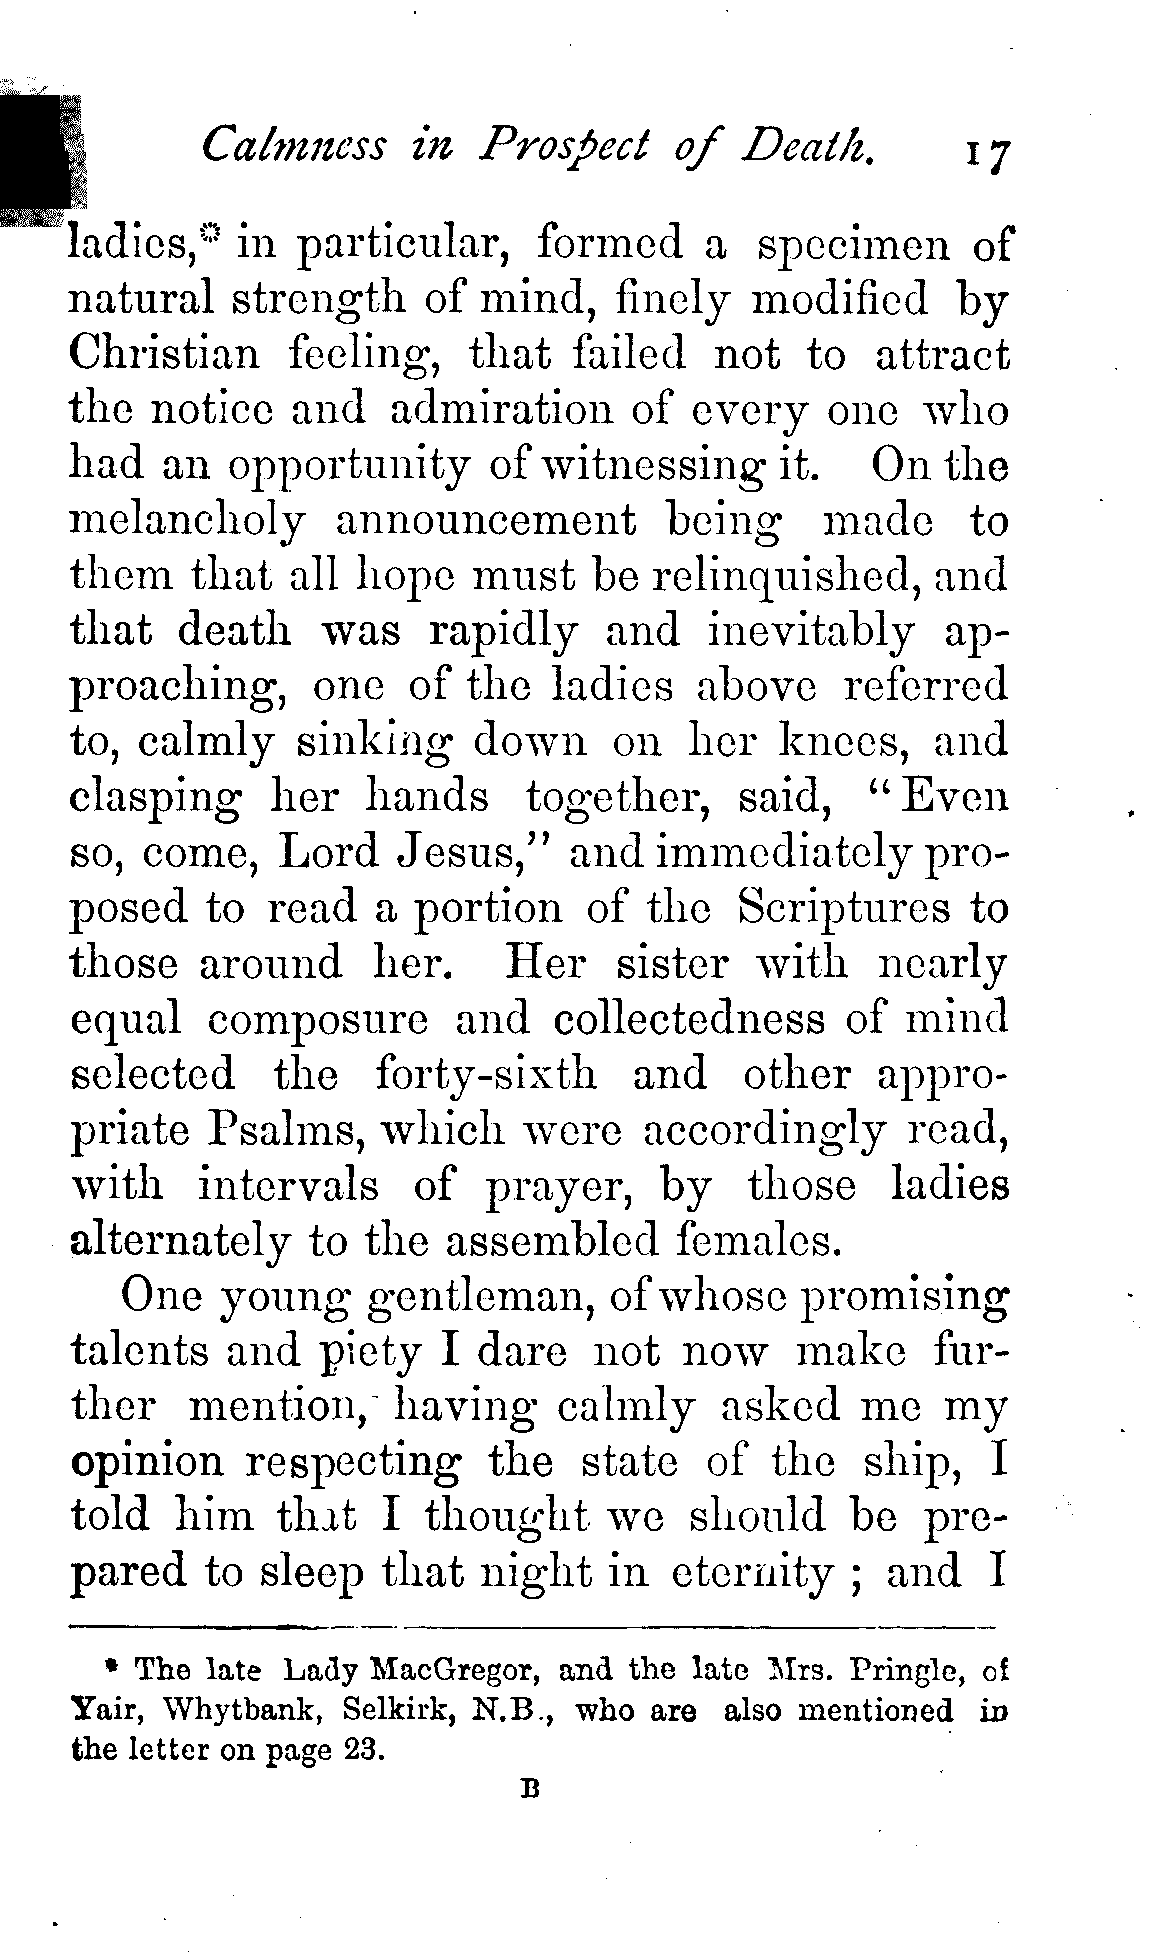 Calmness in Prospect of Death. 17
ladies,* in particular, formed a specimen of
natural strength of mind, finely modified by
Christian feeling, that failed not to attract
the notice and admiration of every one who
had an opportunity of witnessing it. On the
melancholy announcement being made to
them that all hope must be relinquished, and
that death was rapidly and inevitably ap-
proaching, one of the ladies above referred
to, calmly sinking down on her knees, and
clasping her hands together, said, “Even
so, come, Lord Jesus,” and immediately pro-
posed to read a portion of the Scriptures to
those around her. Her sister with nearly
equal composure and collectedness of mind
selected the forty-sixth and other appro-
priate Psalms, which were accordingly read,
with intervals of prayer, by those ladies
alternately to the assembled females.
One young gentleman, of whose promising
talents and piety I dare not now make fur-
ther mention, having calmly asked me my
opinion respecting the state of the ship, I
told him that I thought we should be pre-
pared to sleep that night in eternity ; and I
* The late Lady MacGregor, and the late Mrs. Pringle, of
Yair, Whytbank, Selkirk, N.B., who are also mentioned in
the letter on page 23.
B